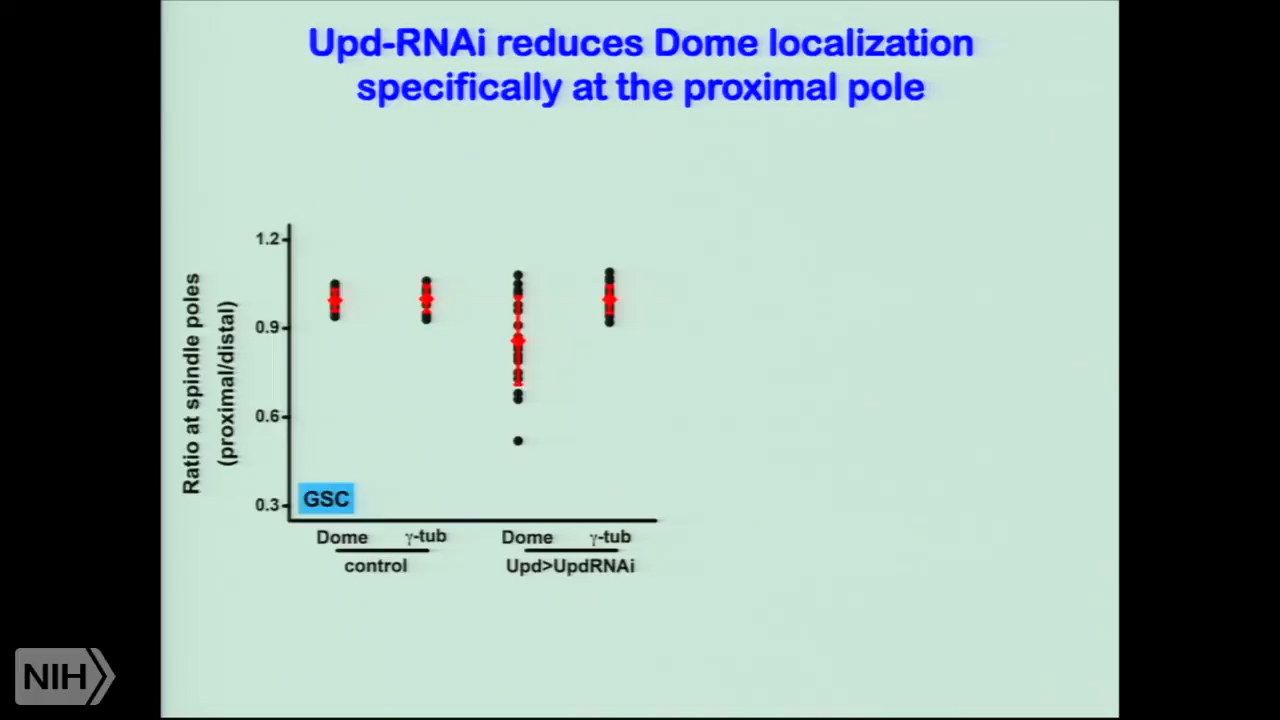 Upd-RNAi reduces Dome localization
specifically at the proximal pole
Ratio at spindle poles
(proximal/distal)
1.2
0.9
0.6
0.3
GSC
Dome γ-tub Dome γ-tub
control Upd>UpdRNAi
NIH